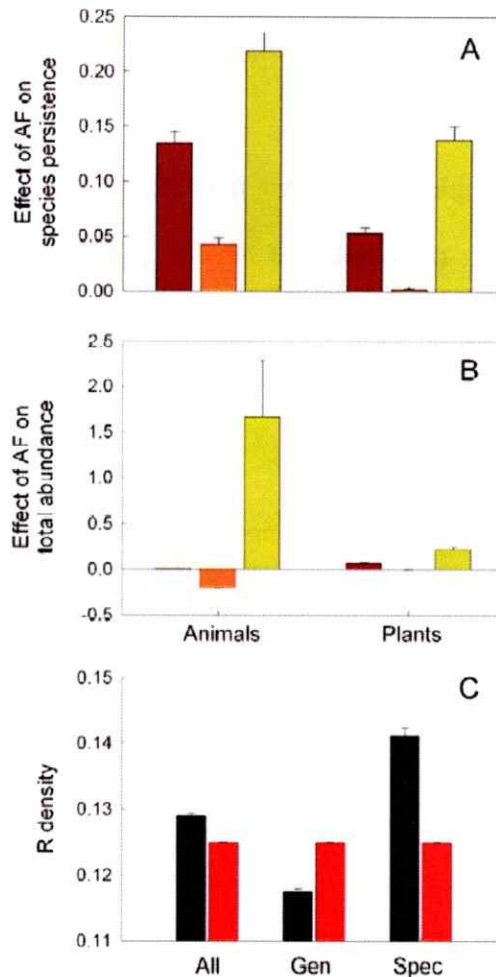 A
Effect of AF on
species persistence
0.25
0.20
0.15
0.10
0.05
0.00
B
Effect of AF on
total abundance
2.5
2.0
1.5
1.0
0.5
0.0
-0.5
Animals Plants
C
R density
0.15
0.14
0.13
0.12
0.11
All Gen Spec